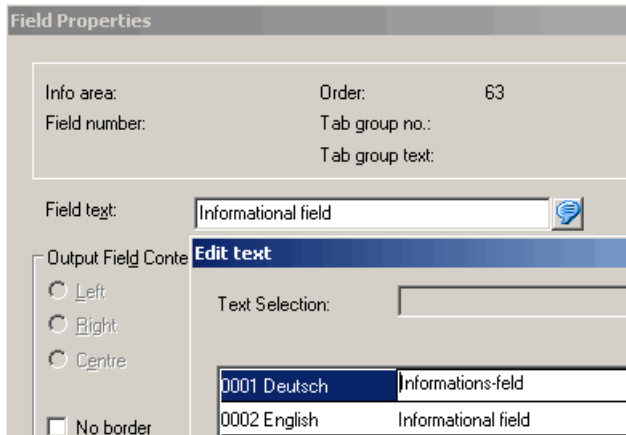 Field Properties
Info area: Order: 63
Field number: Tab group no.:
Tab group text:
Field text: Informational field
Output Field Conte Edit text
Left
Text Selection:
Right
Centre
0001 Deutsch Informations-feld
0002 English Informational field
No border